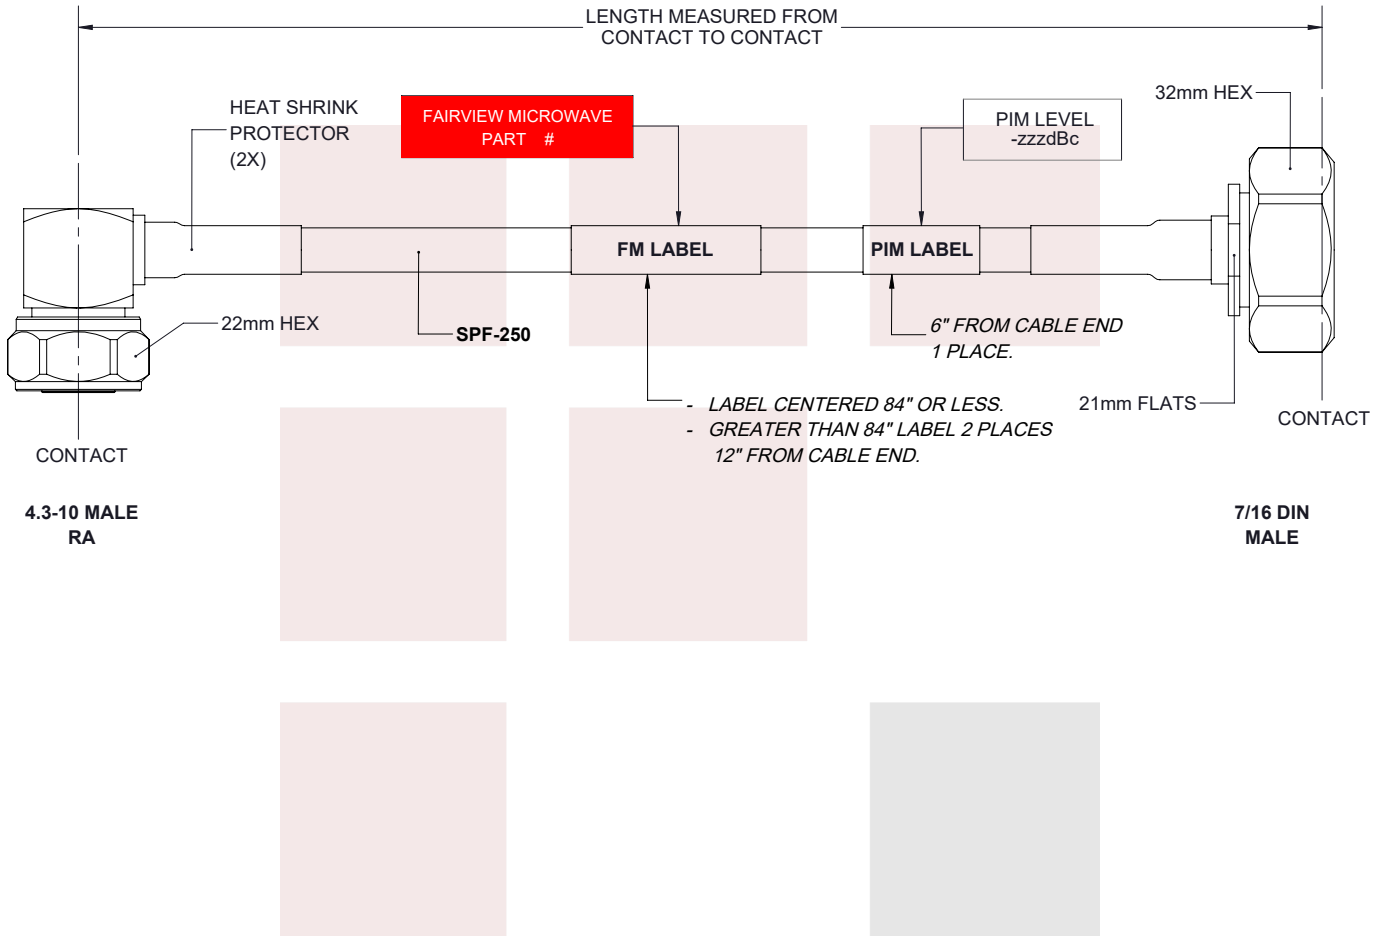 LENGTH MEASURED FROM
CONTACT TO CONTACT
HEAT SHRINK
PROTECTOR
(2X)
FAIRVIEW MICROWAVE
PART #
PIM LEVEL
-zzzdBc
32mm HEX
FM LABEL
PIM LABEL
22mm HEX
SPF-250
6" FROM CABLE END
1 PLACE.
- LABEL CENTERED 84" OR LESS.
- GREATER THAN 84" LABEL 2 PLACES
12" FROM CABLE END.
21mm FLATS
CONTACT
CONTACT
4.3-10 MALE
RA
7/16 DIN
MALE